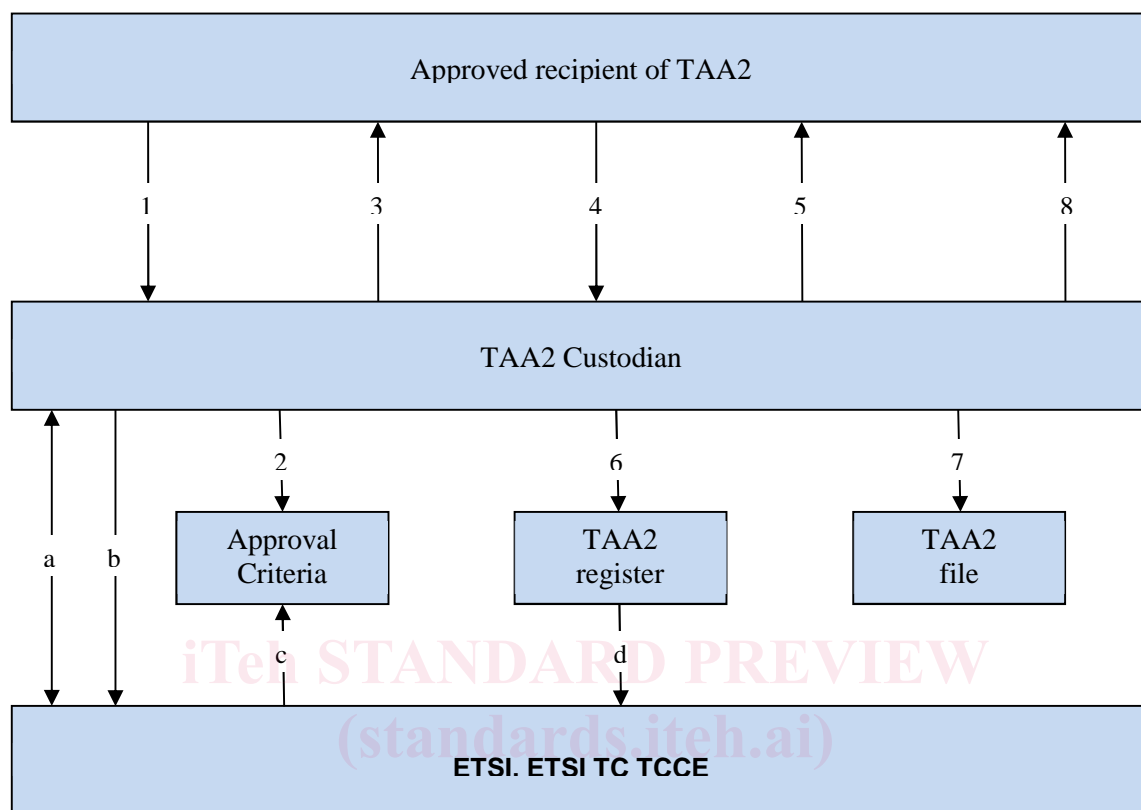 Approved recipient of TAA2
1 3 4 5 8
TAA2 Custodian
2 6 7
a b
Approval
Criteria
TAA2
register
TAA2
file
c d
iTeh STANDARD PREVIEW
(standards.iteh.ai)
ETSI, ETSI TC TCCE